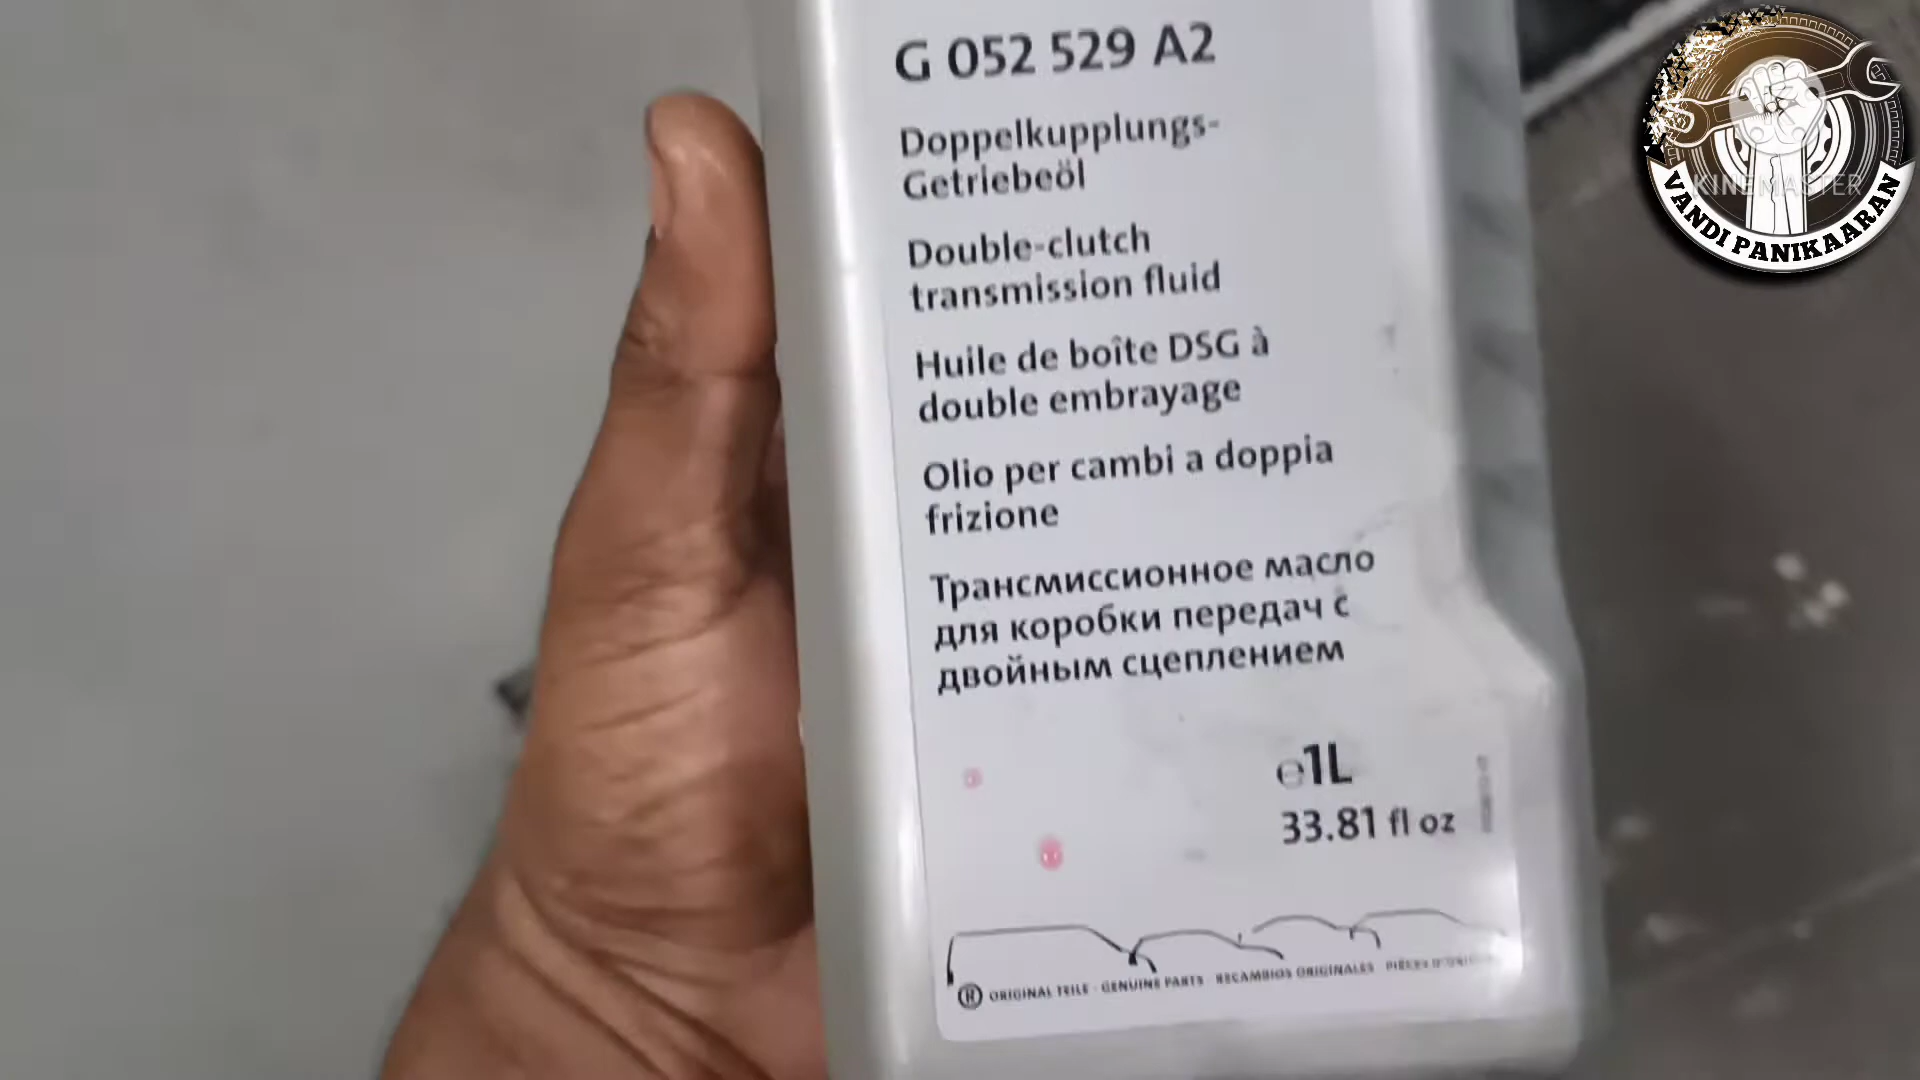 G 052 529 A2
Doppelkupplungs-
Getriebeöl
Double-clutch
transmission fluid
Huile de boîte DSG à
double embrayage
Olio per cambi a doppia
frizione
Трансмиссионное масло
для коробки передач с
двойным сцеплением
℮1L
33.81 fl oz
® ORIGINAL TEILE · GENUINE PARTS · RECAMBIOS ORIGINALES · PIÈCES
KINEMASTER
VANDI PANIKAARAN